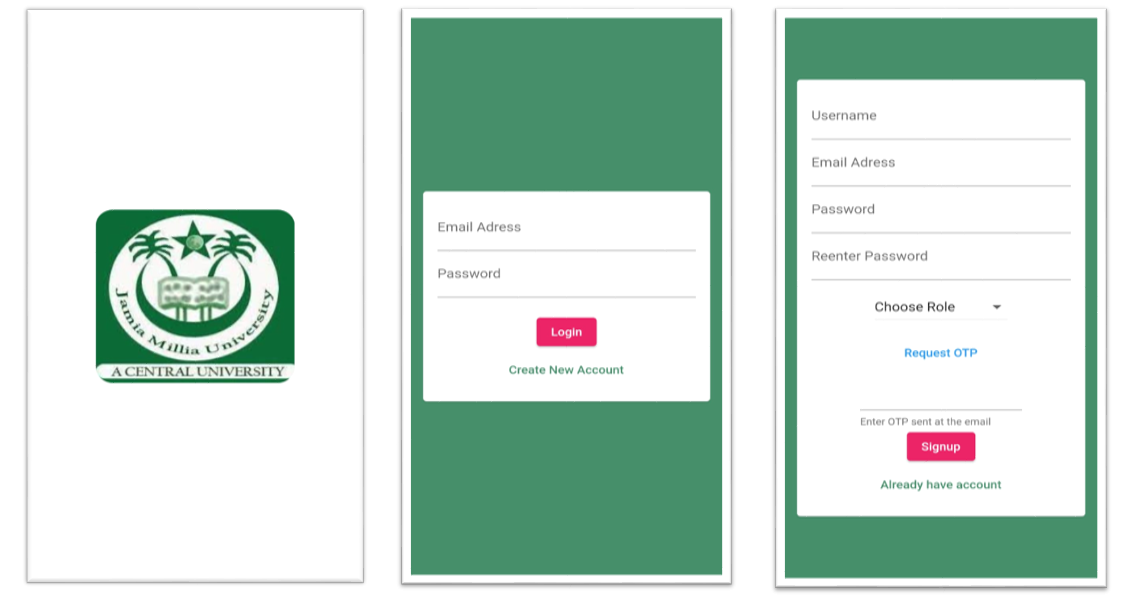 Jamia Millia University
A CENTRAL UNIVERSITY
Email Adress
Password
Login
Create New Account
Username
Email Adress
Password
Reenter Password
Choose Role
Request OTP
Enter OTP sent at the email
Signup
Already have account